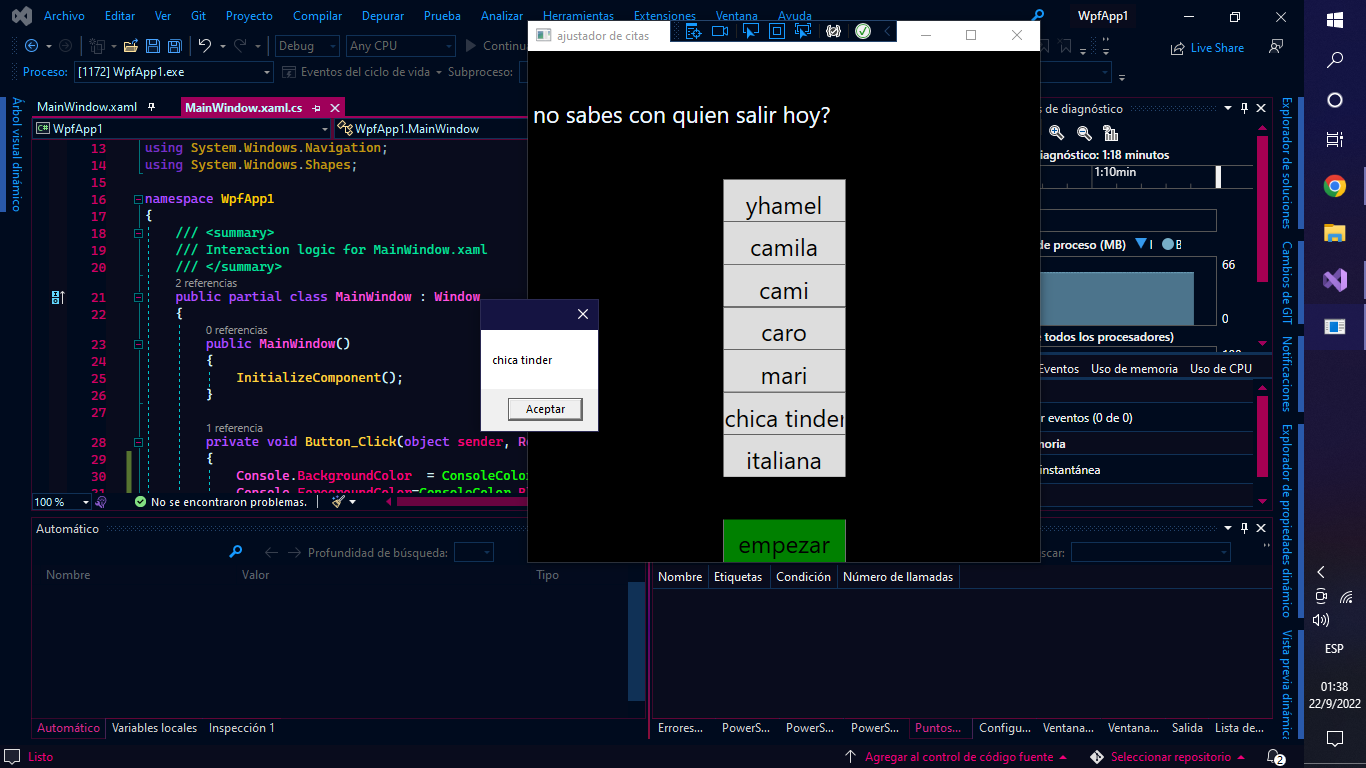 Archivo Editar Ver Git Proyecto Compilar Depurar Prueba Analizar Herramientas Extensiones Ventana Ayuda WpfApp1
Debug Any CPU Live Share
Proceso: [1172] WpfApp1.exe Eventos del ciclo de vida Subproceso:
ajustador de citas
MainWindow.xaml MainWindow.xaml.cs
WpfApp1 WpfApp1.MainWindow
13 using System.Windows.Navigation;
14 using System.Windows.Shapes;
15
16 namespace WpfApp1
17 {
18 /// <summary>
19 /// Interaction logic for MainWindow.xaml
20 /// </summary>
2 referencias
21 public partial class MainWindow : Window
22 {
0 referencias
23 public MainWindow()
24 {
25 InitializeComponent();
26 }
27
1 referencia
28 private void Button_Click(object sender,
29 {
30 Console.BackgroundColor =
100 % No se encontraron problemas.
no sabes con quien salir hoy?
yhamel
camila
cami
caro
mari
chica tinder
italiana
empezar
chica tinder
Aceptar
de diagnóstico
1:18 minutos
1:10min
de proceso (MB)
66
0
todos los procesadores)
Uso de memoria Uso de CPU
eventos (0 de 0)
instantánea
Automático
Profundidad de búsqueda:
Nombre Valor Tipo
Nombre Etiquetas Condición Número de llamadas
Automático Variables locales Inspección 1
Errores... PowerS... PowerS... PowerS... Puntos... Configu... Ventana... Ventana... Salida Lista de...
Listo Agregar al control de código fuente Seleccionar repositorio 2
Árbol visual dinámico
Explorador de soluciones
Cambios de GIT
Notificaciones
Explorador de propiedades dinámico
Vista previa dinámica
ESP
01:38
22/9/2022